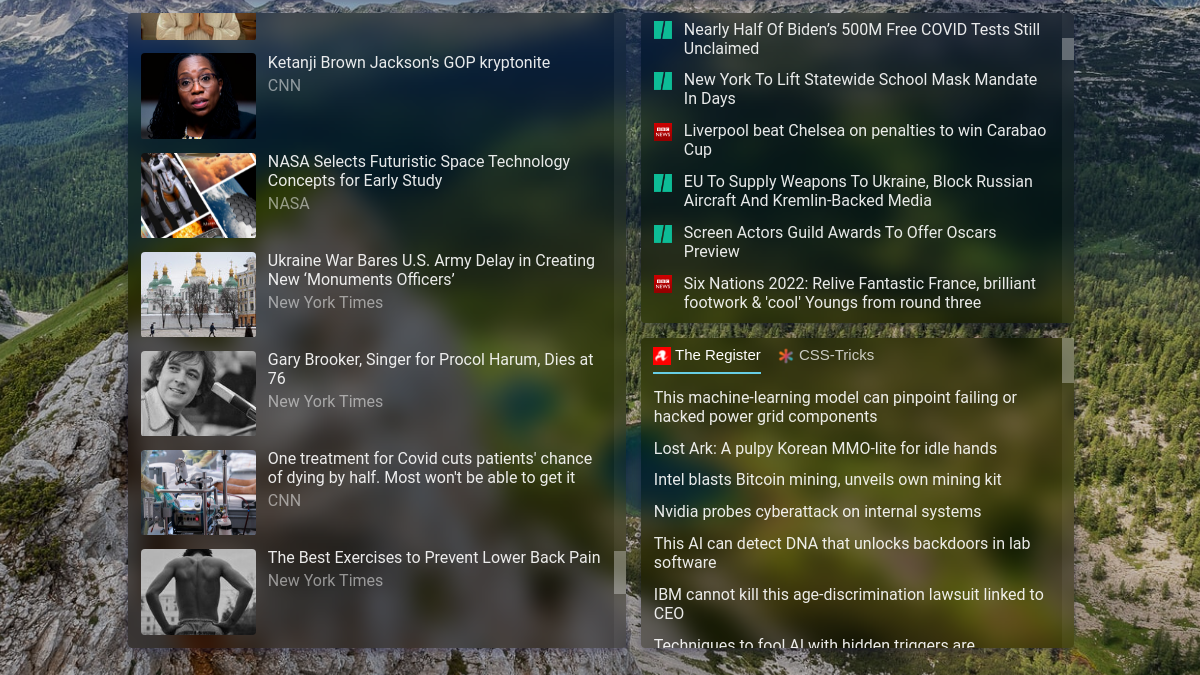 Ketanji Brown Jackson's GOP kryptonite
CNN
NASA Selects Futuristic Space Technology
Concepts for Early Study
NASA
Ukraine War Bares U.S. Army Delay in Creating
New ‘Monuments Officers’
New York Times
Gary Brooker, Singer for Procol Harum, Dies at
76
New York Times
One treatment for Covid cuts patients' chance
of dying by half. Most won't be able to get it
CNN
The Best Exercises to Prevent Lower Back Pain
New York Times
Nearly Half Of Biden’s 500M Free COVID Tests Still
Unclaimed
New York To Lift Statewide School Mask Mandate
In Days
BBC
NEWS
Liverpool beat Chelsea on penalties to win Carabao
Cup
EU To Supply Weapons To Ukraine, Block Russian
Aircraft And Kremlin-Backed Media
Screen Actors Guild Awards To Offer Oscars
Preview
BBC
NEWS
Six Nations 2022: Relive Fantastic France, brilliant
footwork & 'cool' Youngs from round three
The Register
CSS-Tricks
This machine-learning model can pinpoint failing or
hacked power grid components
Lost Ark: A pulpy Korean MMO-lite for idle hands
Intel blasts Bitcoin mining, unveils own mining kit
Nvidia probes cyberattack on internal systems
This AI can detect DNA that unlocks backdoors in lab
software
IBM cannot kill this age-discrimination lawsuit linked to
CEO
Techniques to fool AI with hidden triggers are